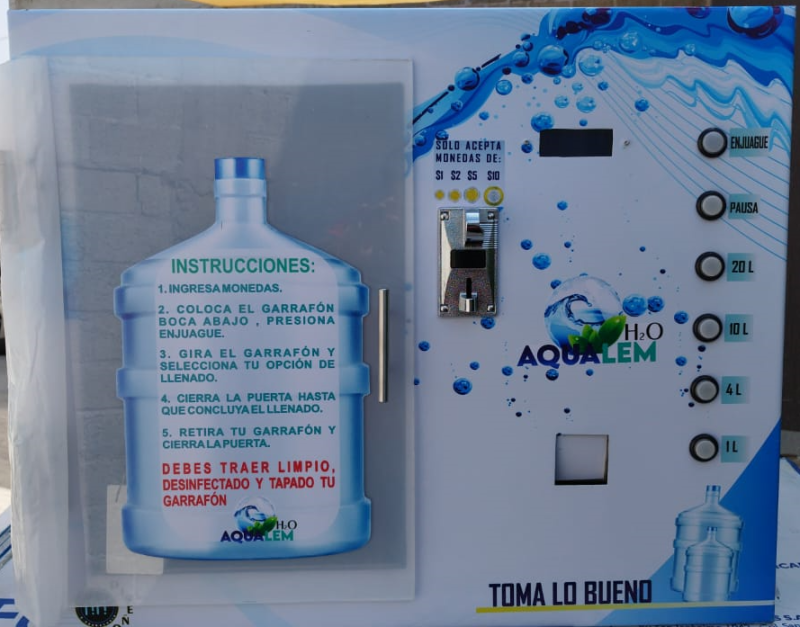 SOLO ACEPTA
MONEDAS DE:
$1 $2 $5 $10
ENJUAGUE
PAUSA
20 L
10 L
4 L
1 L
INSTRUCCIONES:
1. INGRESA MONEDAS.
2. COLOCA EL GARRAFÓN
BOCA ABAJO , PRESIONA
ENJUAGUE.
3. GIRA EL GARRAFÓN Y
SELECCIONA TU OPCIÓN DE
LLENADO.
4. CIERRA LA PUERTA HASTA
QUE CONCLUYA EL LLENADO.
5. RETIRA TU GARRAFÓN Y
CIERRA LA PUERTA.
DEBES TRAER LIMPIO,
DESINFECTADO Y TAPADO TU
GARRAFÓN
H₂O
AQUALEM
H₂O
AQUALEM
TOMA LO BUENO